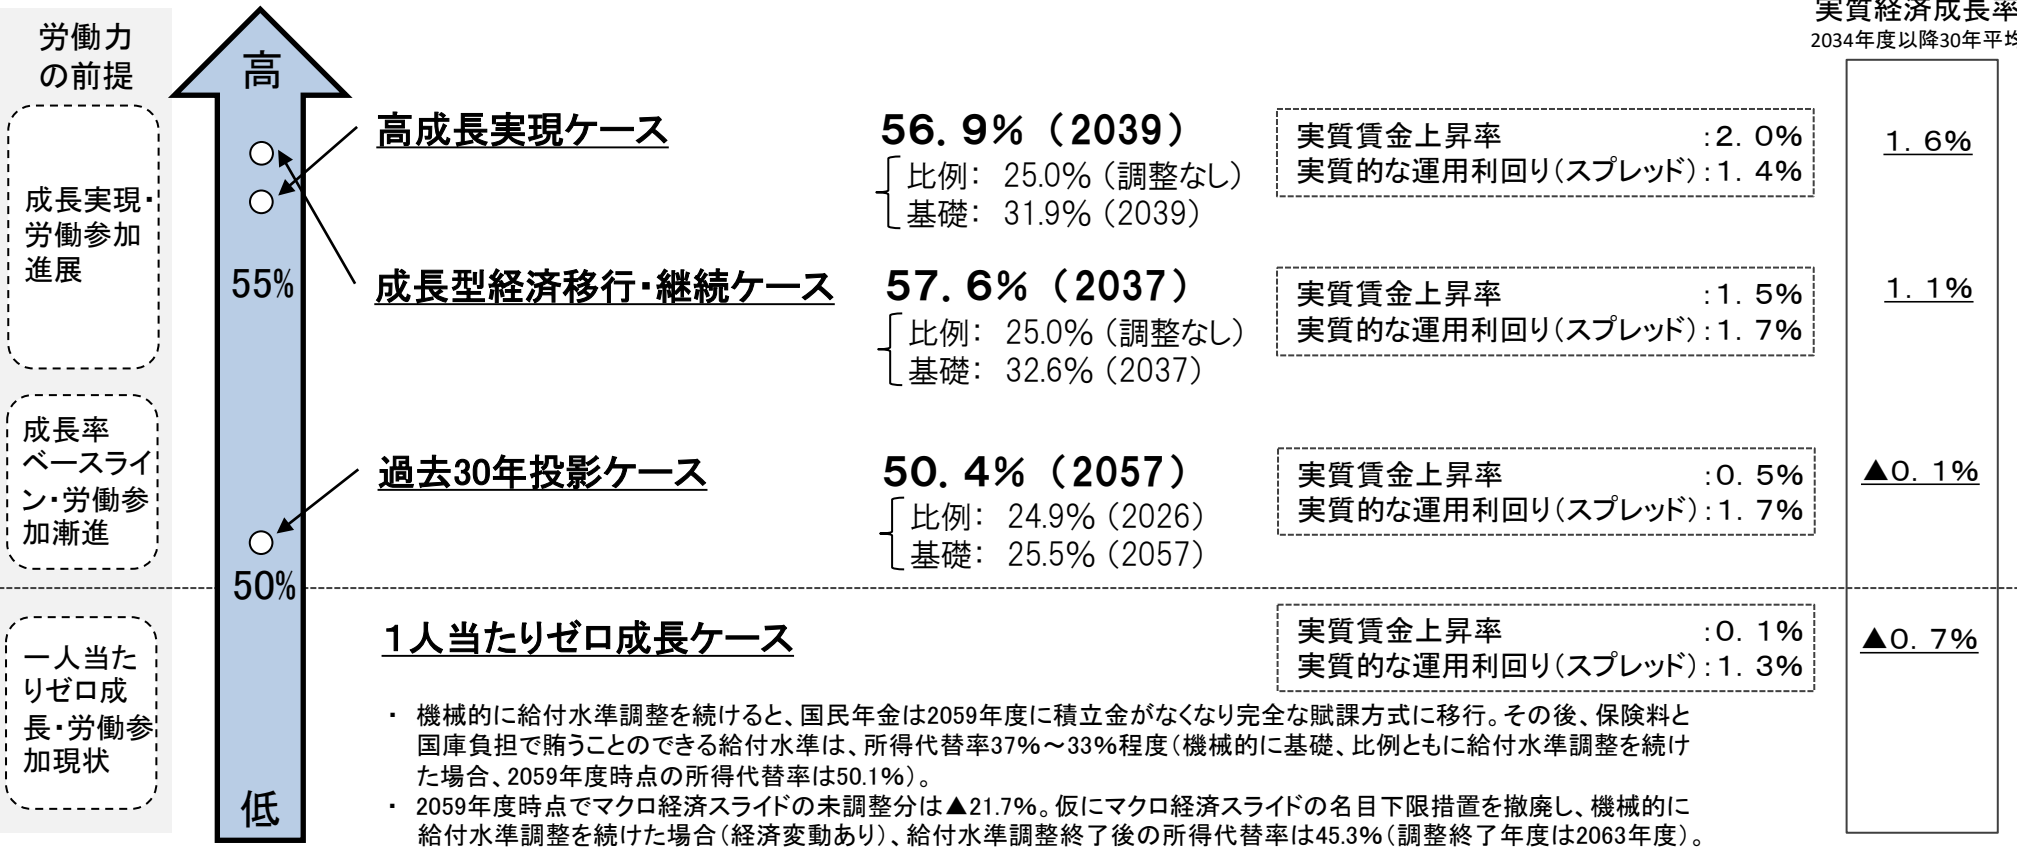 実質経済成長率
2034年度以降30年平均
労働力
の前提
高
成長実現・
労働参加
進展
55%
高成長実現ケース
56.9%（2039）
比例： 25.0%（調整なし）
基礎： 31.9%（2039）
実質賃金上昇率 :2.0%
実質的な運用利回り（スプレッド）:1.4%
1.6%
成長型経済移行・継続ケース
57.6%（2037）
比例： 25.0%（調整なし）
基礎： 32.6%（2037）
実質賃金上昇率 :1.5%
実質的な運用利回り（スプレッド）:1.7%
1.1%
成長率
ベースライ
ン・労働参
加漸進
過去30年投影ケース
50.4%（2057）
比例： 24.9%（2026）
基礎： 25.5%（2057）
実質賃金上昇率 :0.5%
実質的な運用利回り（スプレッド）:1.7%
▲0.1%
50%
一人当た
りゼロ成
長・労働参
加現状
低
１人当たりゼロ成長ケース
実質賃金上昇率 :0.1%
実質的な運用利回り（スプレッド）:1.3%
▲0.7%
・ 機械的に給付水準調整を続けると、国民年金は2059年度に積立金がなくなり完全な賦課方式に移行。その後、保険料と
国庫負担で賄うことのできる給付水準は、所得代替率37%～33%程度（機械的に基礎、比例ともに給付水準調整を続け
た場合、2059年度時点の所得代替率は50.1%）。
・ 2059年度時点でマクロ経済スライドの未調整分は▲21.7%。仮にマクロ経済スライドの名目下限措置を撤廃し、機械的に
給付水準調整を続けた場合（経済変動あり）、給付水準調整終了後の所得代替率は45.3%（調整終了年度は2063年度）。